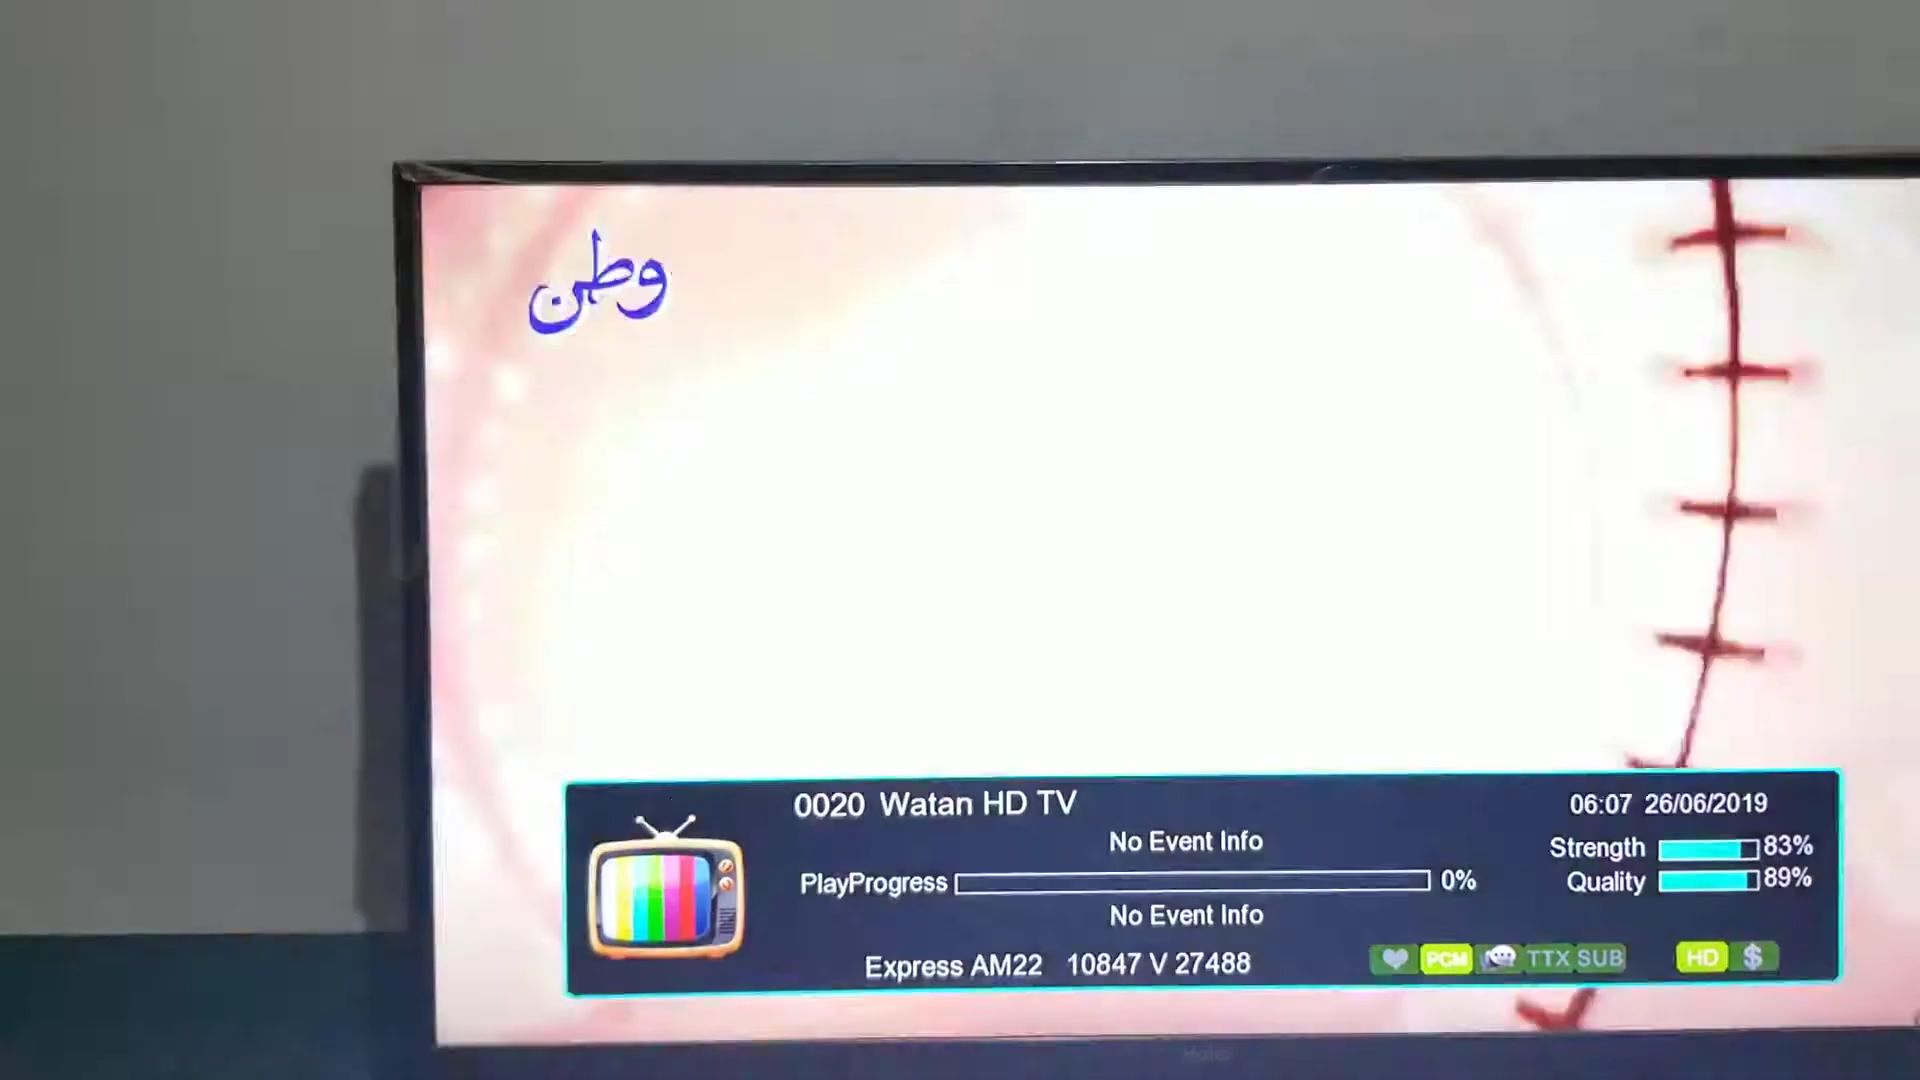 وطن
0020 Watan HD TV
06:07 26/06/2019
No Event Info
Strength 83%
PlayProgress 0%
Quality 89%
No Event Info
Express AM22 10847 V 27488
PCM TTX SUB HD $
Haier